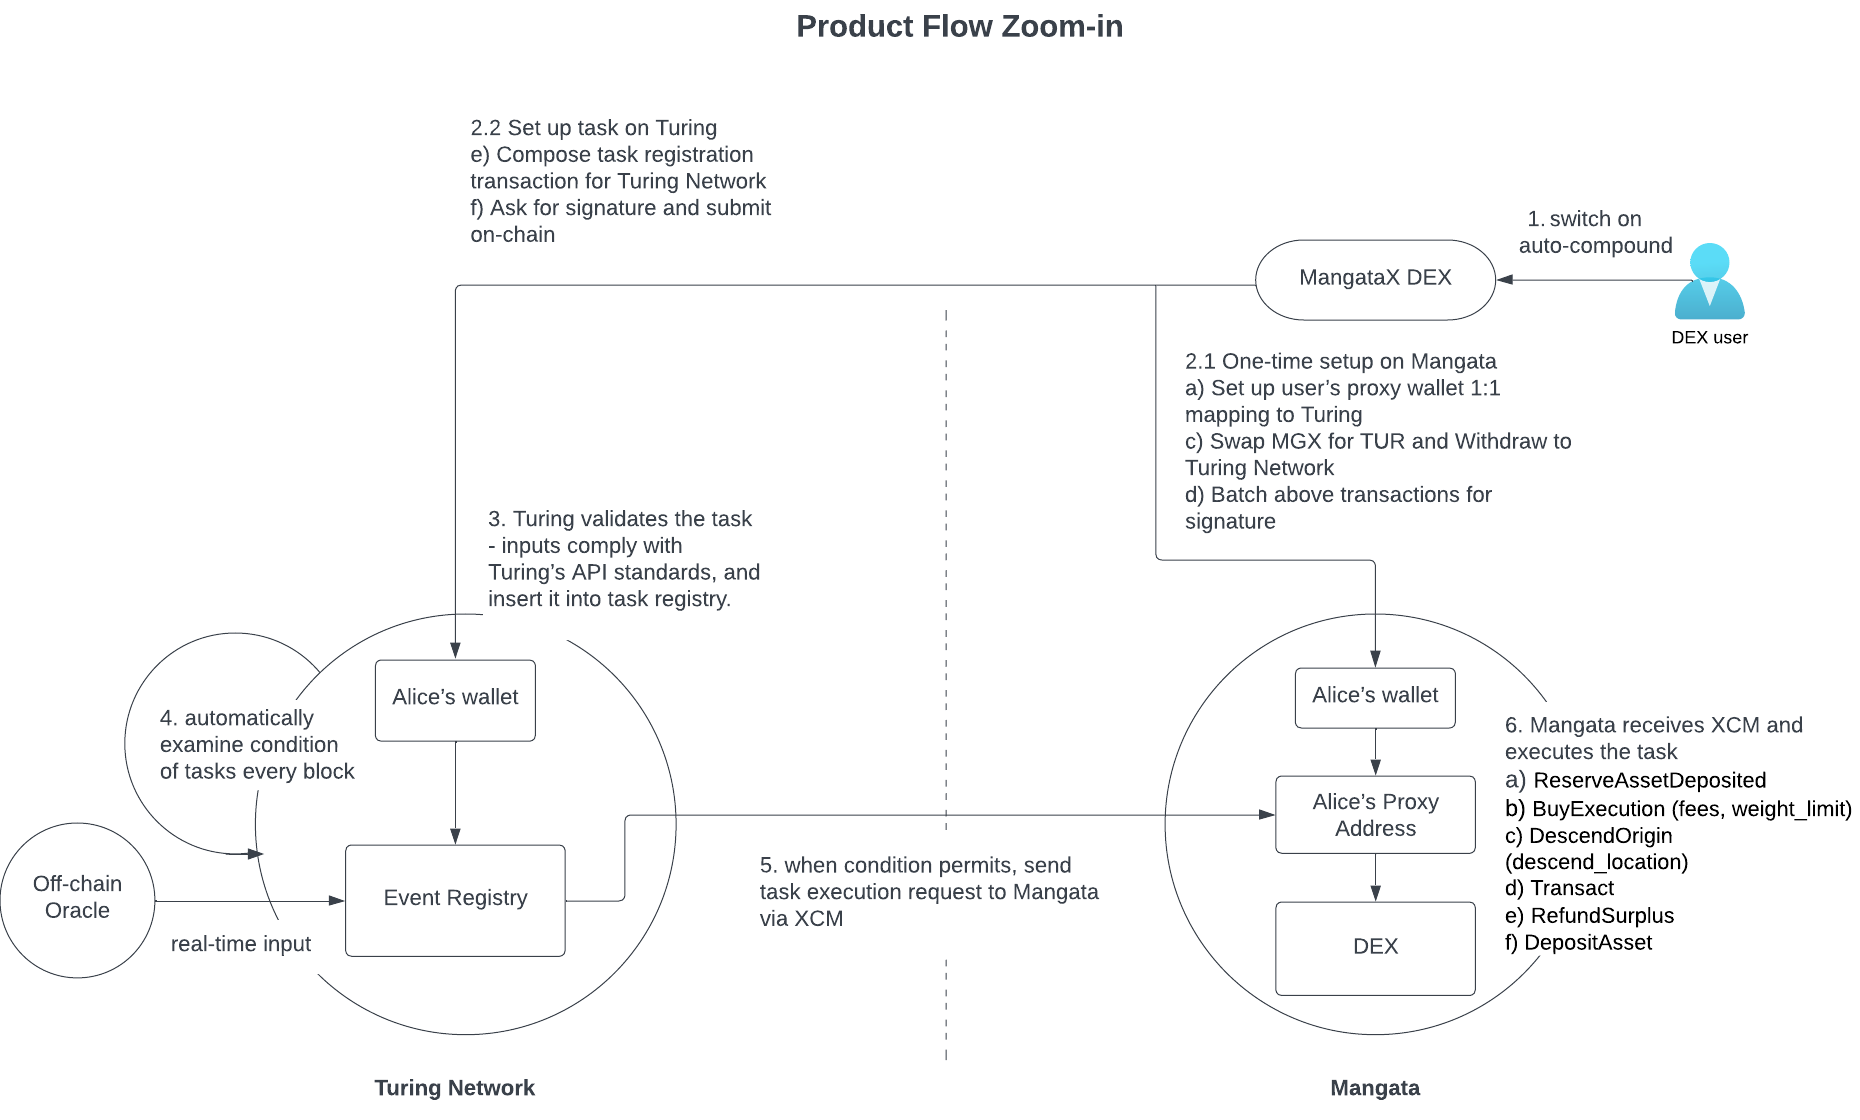 Product Flow Zoom-in
2.2 Set up task on Turing
e) Compose task registration
transaction for Turing Network
f) Ask for signature and submit
on-chain
1. switch on
auto-compound
MangataX DEX
DEX user
2.1 One-time setup on Mangata
a) Set up user’s proxy wallet 1:1
mapping to Turing
c) Swap MGX for TUR and Withdraw to
Turing Network
d) Batch above transactions for
signature
3. Turing validates the task
- inputs comply with
Turing’s API standards, and
insert it into task registry.
Alice’s wallet
4. automatically
examine condition
of tasks every block
Off-chain
Oracle
real-time input
Event Registry
5. when condition permits, send
task execution request to Mangata
via XCM
Alice’s wallet
Alice’s Proxy
Address
DEX
6. Mangata receives XCM and
executes the task
a) ReserveAssetDeposited
b) BuyExecution (fees, weight_limit)
c) DescendOrigin
(descend_location)
d) Transact
e) RefundSurplus
f) DepositAsset
Turing Network
Mangata